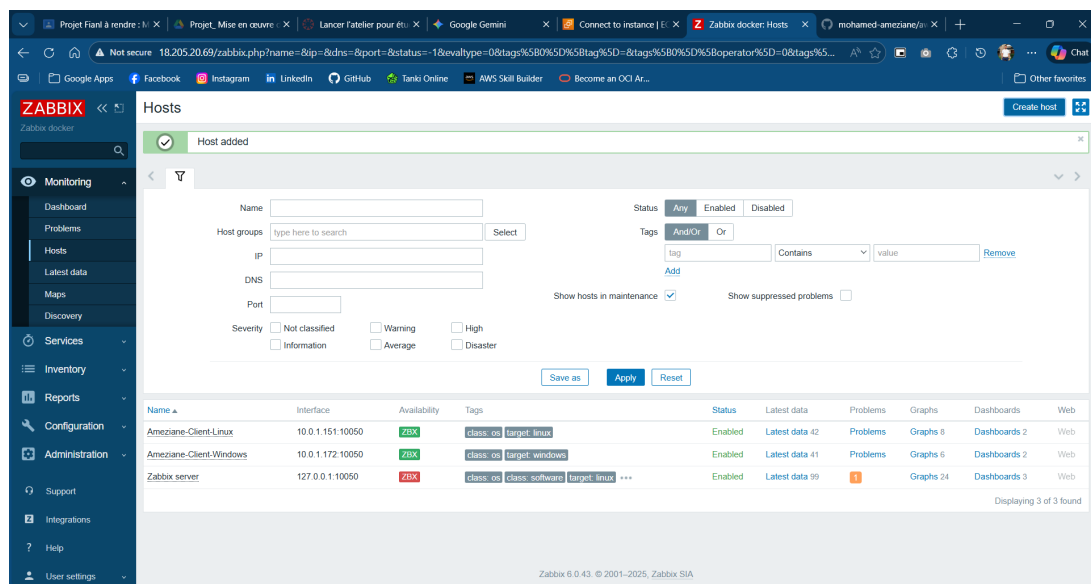 Projet Fianl à rendre : M
Projet_ Mise en œuvre
Lancer l'atelier pour étu
Google Gemini
Connect to instance | EC
Zabbix docker: Hosts
mohamed-ameziane/av
Not secure 18.205.20.69/zabbix.php?name=&ip=&dns=&port=&status=-1&evaltype=0&tags%5B0%5D%5Btag%5D=&tags%5B0%5D%5Boperator%5D=0&tags%5...
Chat
Google Apps Facebook Instagram LinkedIn GitHub Tanki Online AWS Skill Builder Become an OCI Ar... Other favorites
ZABBIX
Zabbix docker
Monitoring
Dashboard
Problems
Hosts
Latest data
Maps
Discovery
Services
Inventory
Reports
Configuration
Administration
Support
Integrations
Help
User settings
Hosts
Create host
Host added
Name
Host groups type here to search Select
IP
DNS
Port
Severity Not classified Warning High
Information Average Disaster
Status Any Enabled Disabled
Tags And/Or Or
tag Contains value Remove
Add
Show hosts in maintenance Show suppressed problems
Save as Apply Reset
Name Interface Availability Tags Status Latest data Problems Graphs Dashboards Web
Ameziane-Client-Linux 10.0.1.151:10050 ZBX class: os target: linux Enabled Latest data 42 Problems Graphs 8 Dashboards 2 Web
Ameziane-Client-Windows 10.0.1.172:10050 ZBX class: os target: windows Enabled Latest data 41 Problems Graphs 6 Dashboards 2 Web
Zabbix server 127.0.0.1:10050 ZBX class: os class: software target: linux ••• Enabled Latest data 99 1 Graphs 24 Dashboards 3 Web
Displaying 3 of 3 found
Zabbix 6.0.43. © 2001–2025, Zabbix SIA